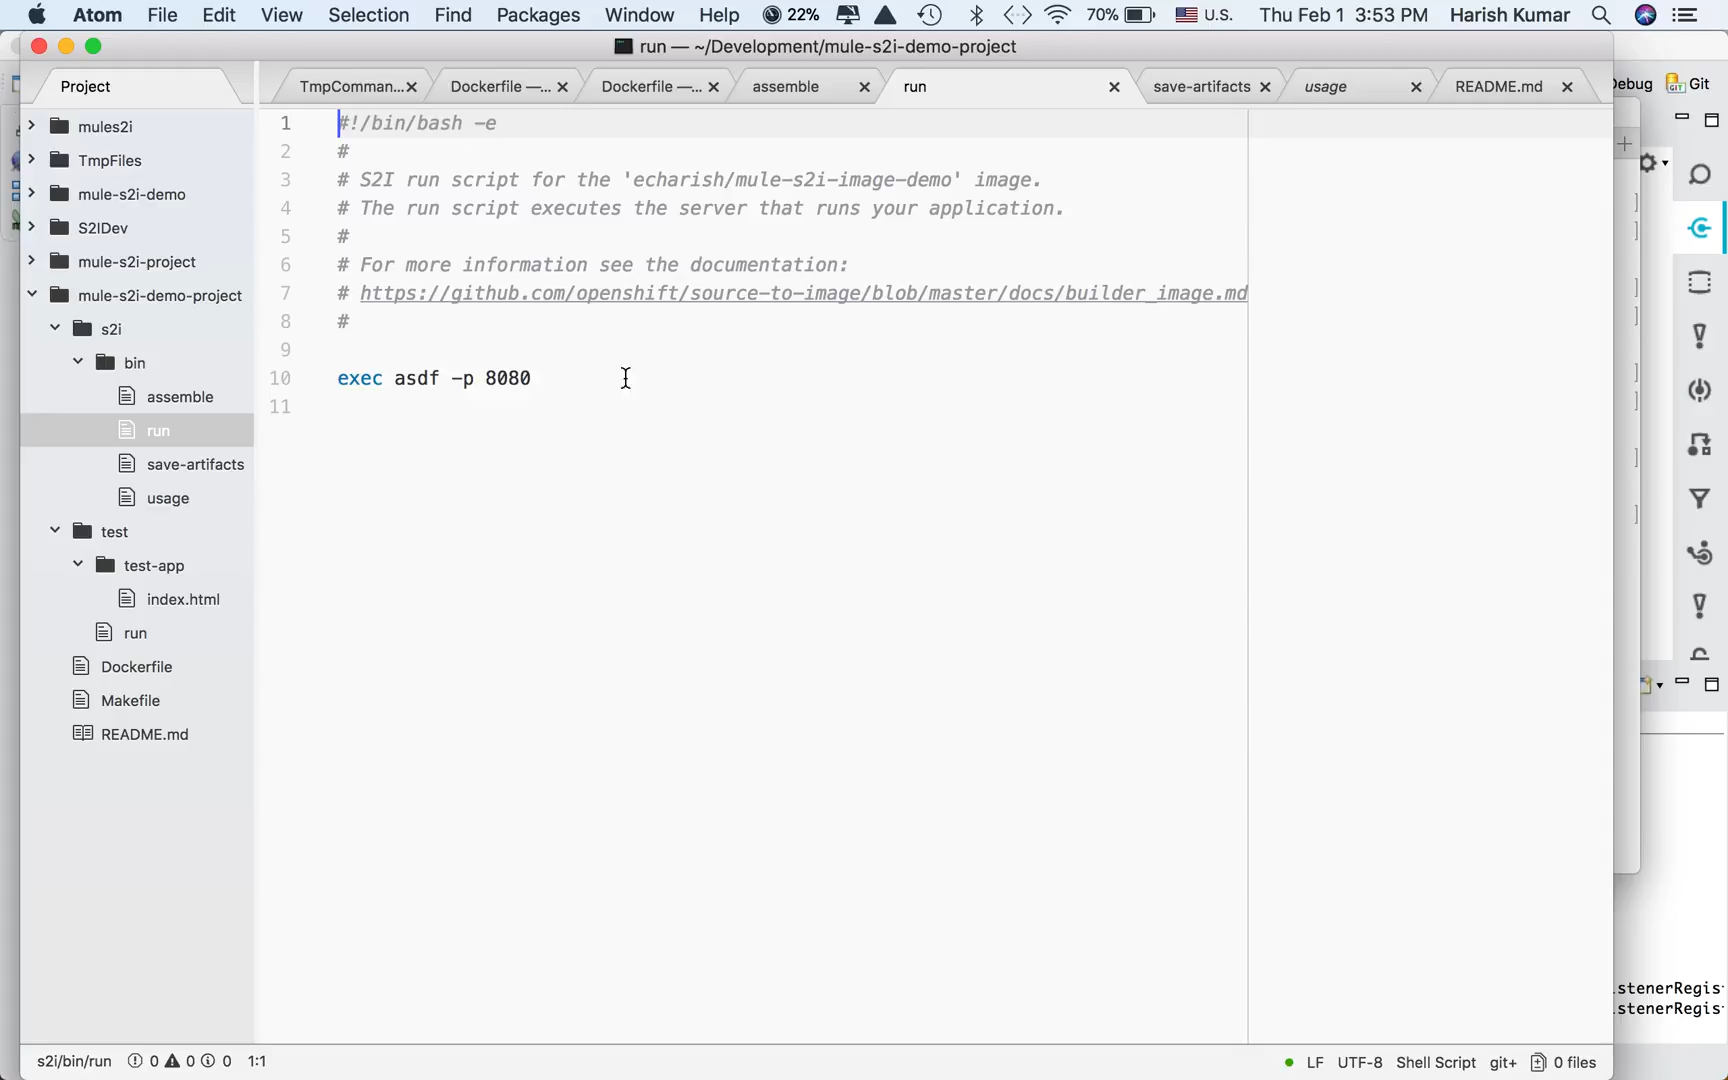 Atom File Edit View Selection Find Packages Window Help 22% 70% U.S. Thu Feb 1 3:53 PM Harish Kumar
run — ~/Development/mule-s2i-demo-project
Project
TmpComman... Dockerfile —... Dockerfile —... assemble run save-artifacts usage README.md
Debug Git
mules2i
TmpFiles
mule-s2i-demo
S2IDev
mule-s2i-project
mule-s2i-demo-project
s2i
bin
assemble
run
save-artifacts
usage
test
test-app
index.html
run
Dockerfile
Makefile
README.md
1 #!/bin/bash -e
2 #
3 # S2I run script for the 'echarish/mule-s2i-image-demo' image.
4 # The run script executes the server that runs your application.
5 #
6 # For more information see the documentation:
7 # https://github.com/openshift/source-to-image/blob/master/docs/builder_image.md
8 #
9
10 exec asdf -p 8080
11
stenerRegis
stenerRegis
s2i/bin/run 0 0 0 1:1
LF UTF-8 Shell Script git+ 0 files